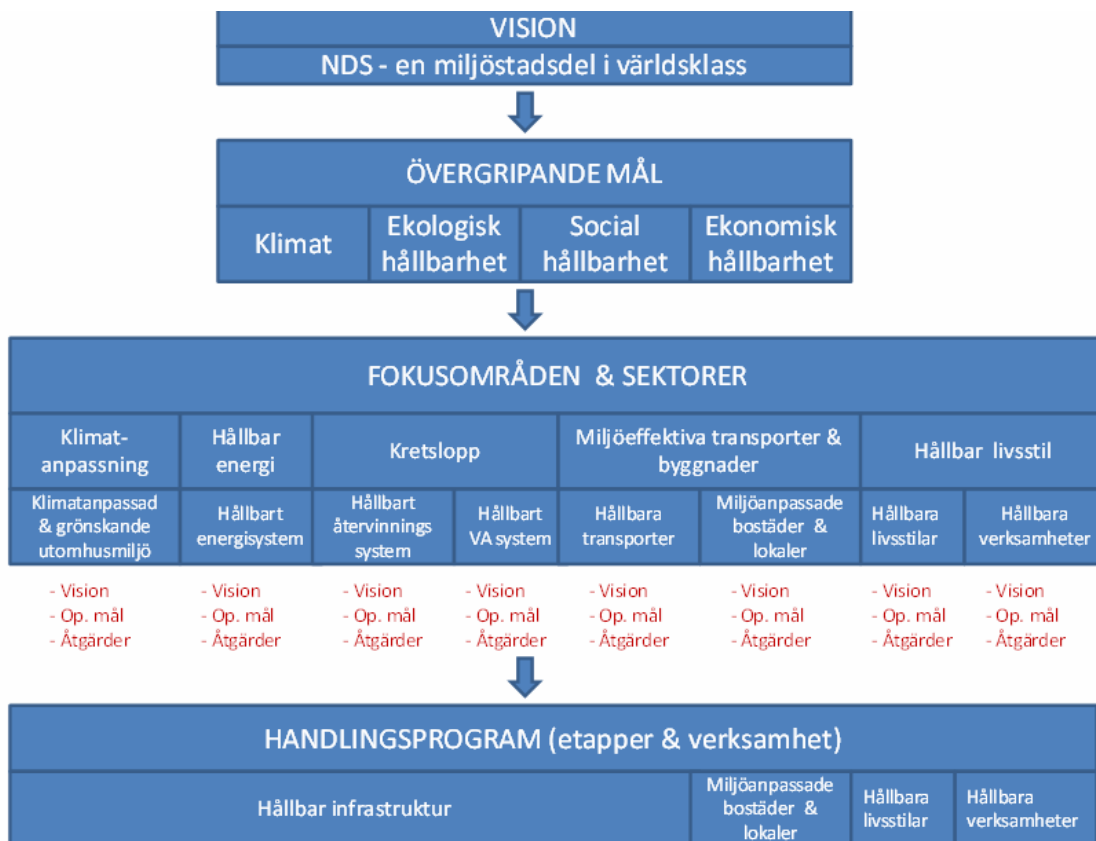 VISION
NDS - en miljöstadsdel i världsklass
ÖVERGRIPANDE MÅL
Klimat
Ekologisk
hållbarhet
Social
hållbarhet
Ekonomisk
hållbarhet
FOKUSOMRÅDEN & SEKTORER
Klimat-
anpassning
Hållbar
energi
Kretslopp
Miljöeffektiva transporter &
byggnader
Hållbar livsstil
Klimatanpassad
& grönskande
utomhusmiljö
Hållbart
energisystem
Hållbart
återvinnings
system
Hållbart
VA system
Hållbara
transporter
Miljöanpassade
bostäder &
lokaler
Hållbara
livsstilar
Hållbara
verksamheter
- Vision
- Op. mål
- Åtgärder
- Vision
- Op. mål
- Åtgärder
- Vision
- Op. mål
- Åtgärder
- Vision
- Op. mål
- Åtgärder
- Vision
- Op. mål
- Åtgärder
- Vision
- Op. mål
- Åtgärder
- Vision
- Op. mål
- Åtgärder
- Vision
- Op. mål
- Åtgärder
HANDLINGSPROGRAM (etapper & verksamhet)
Hållbar infrastruktur
Miljöanpassade
bostäder &
lokaler
Hållbara
livsstilar
Hållbara
verksamheter